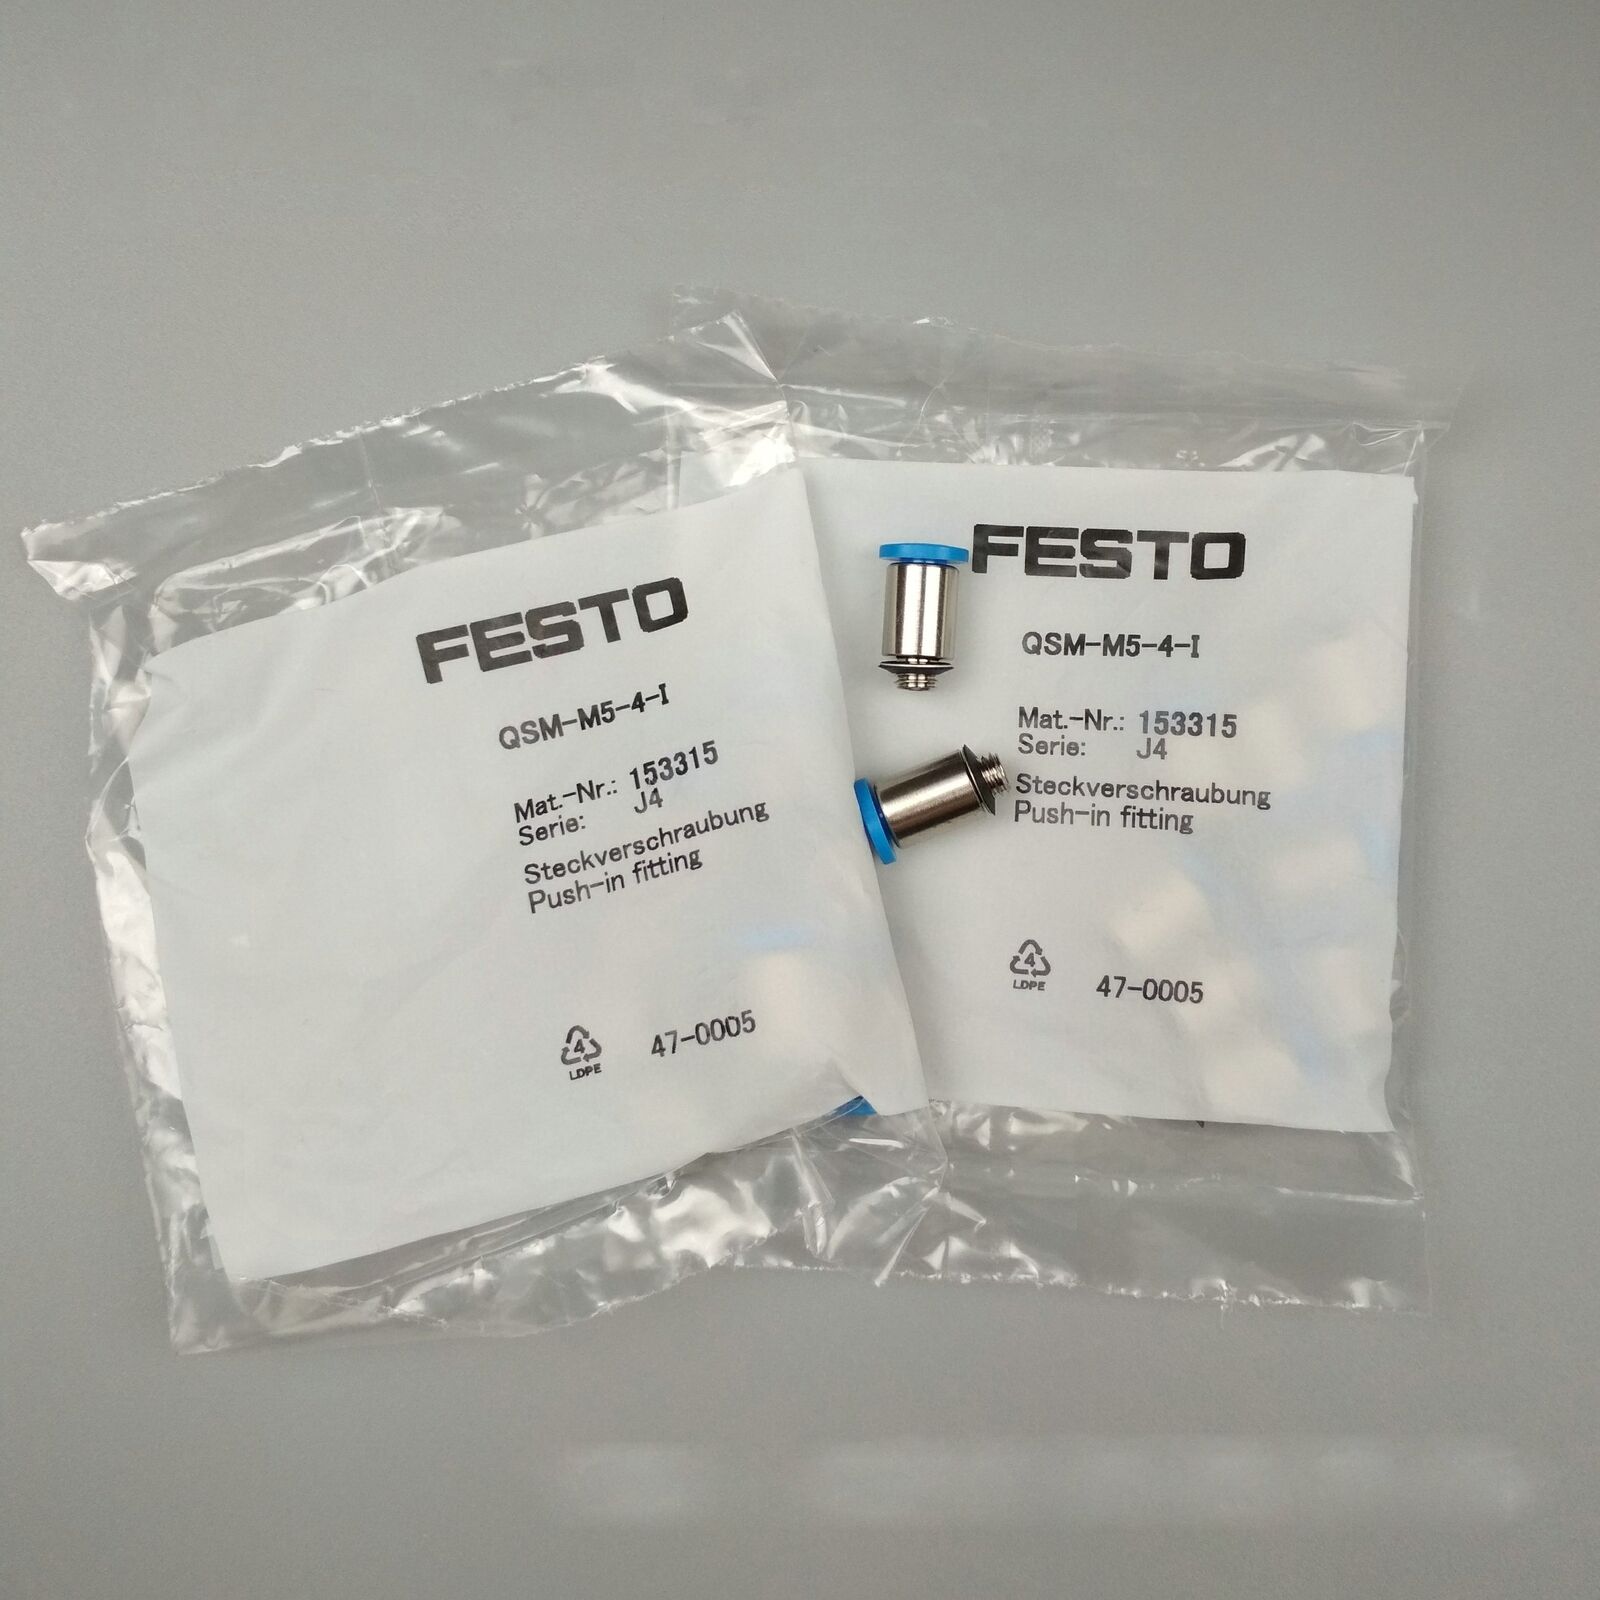 FESTO
QSM-M5-4-I
Mat.-Nr.: 153315
Serie: J4
Steckverschraubung
Push-in fitting
4
LDPE
47-0005
FESTO
QSM-M5-4-I
Mat.-Nr.: 153315
Serie: J4
Steckverschraubung
Push-in fitting
4
LDPE
47-0005